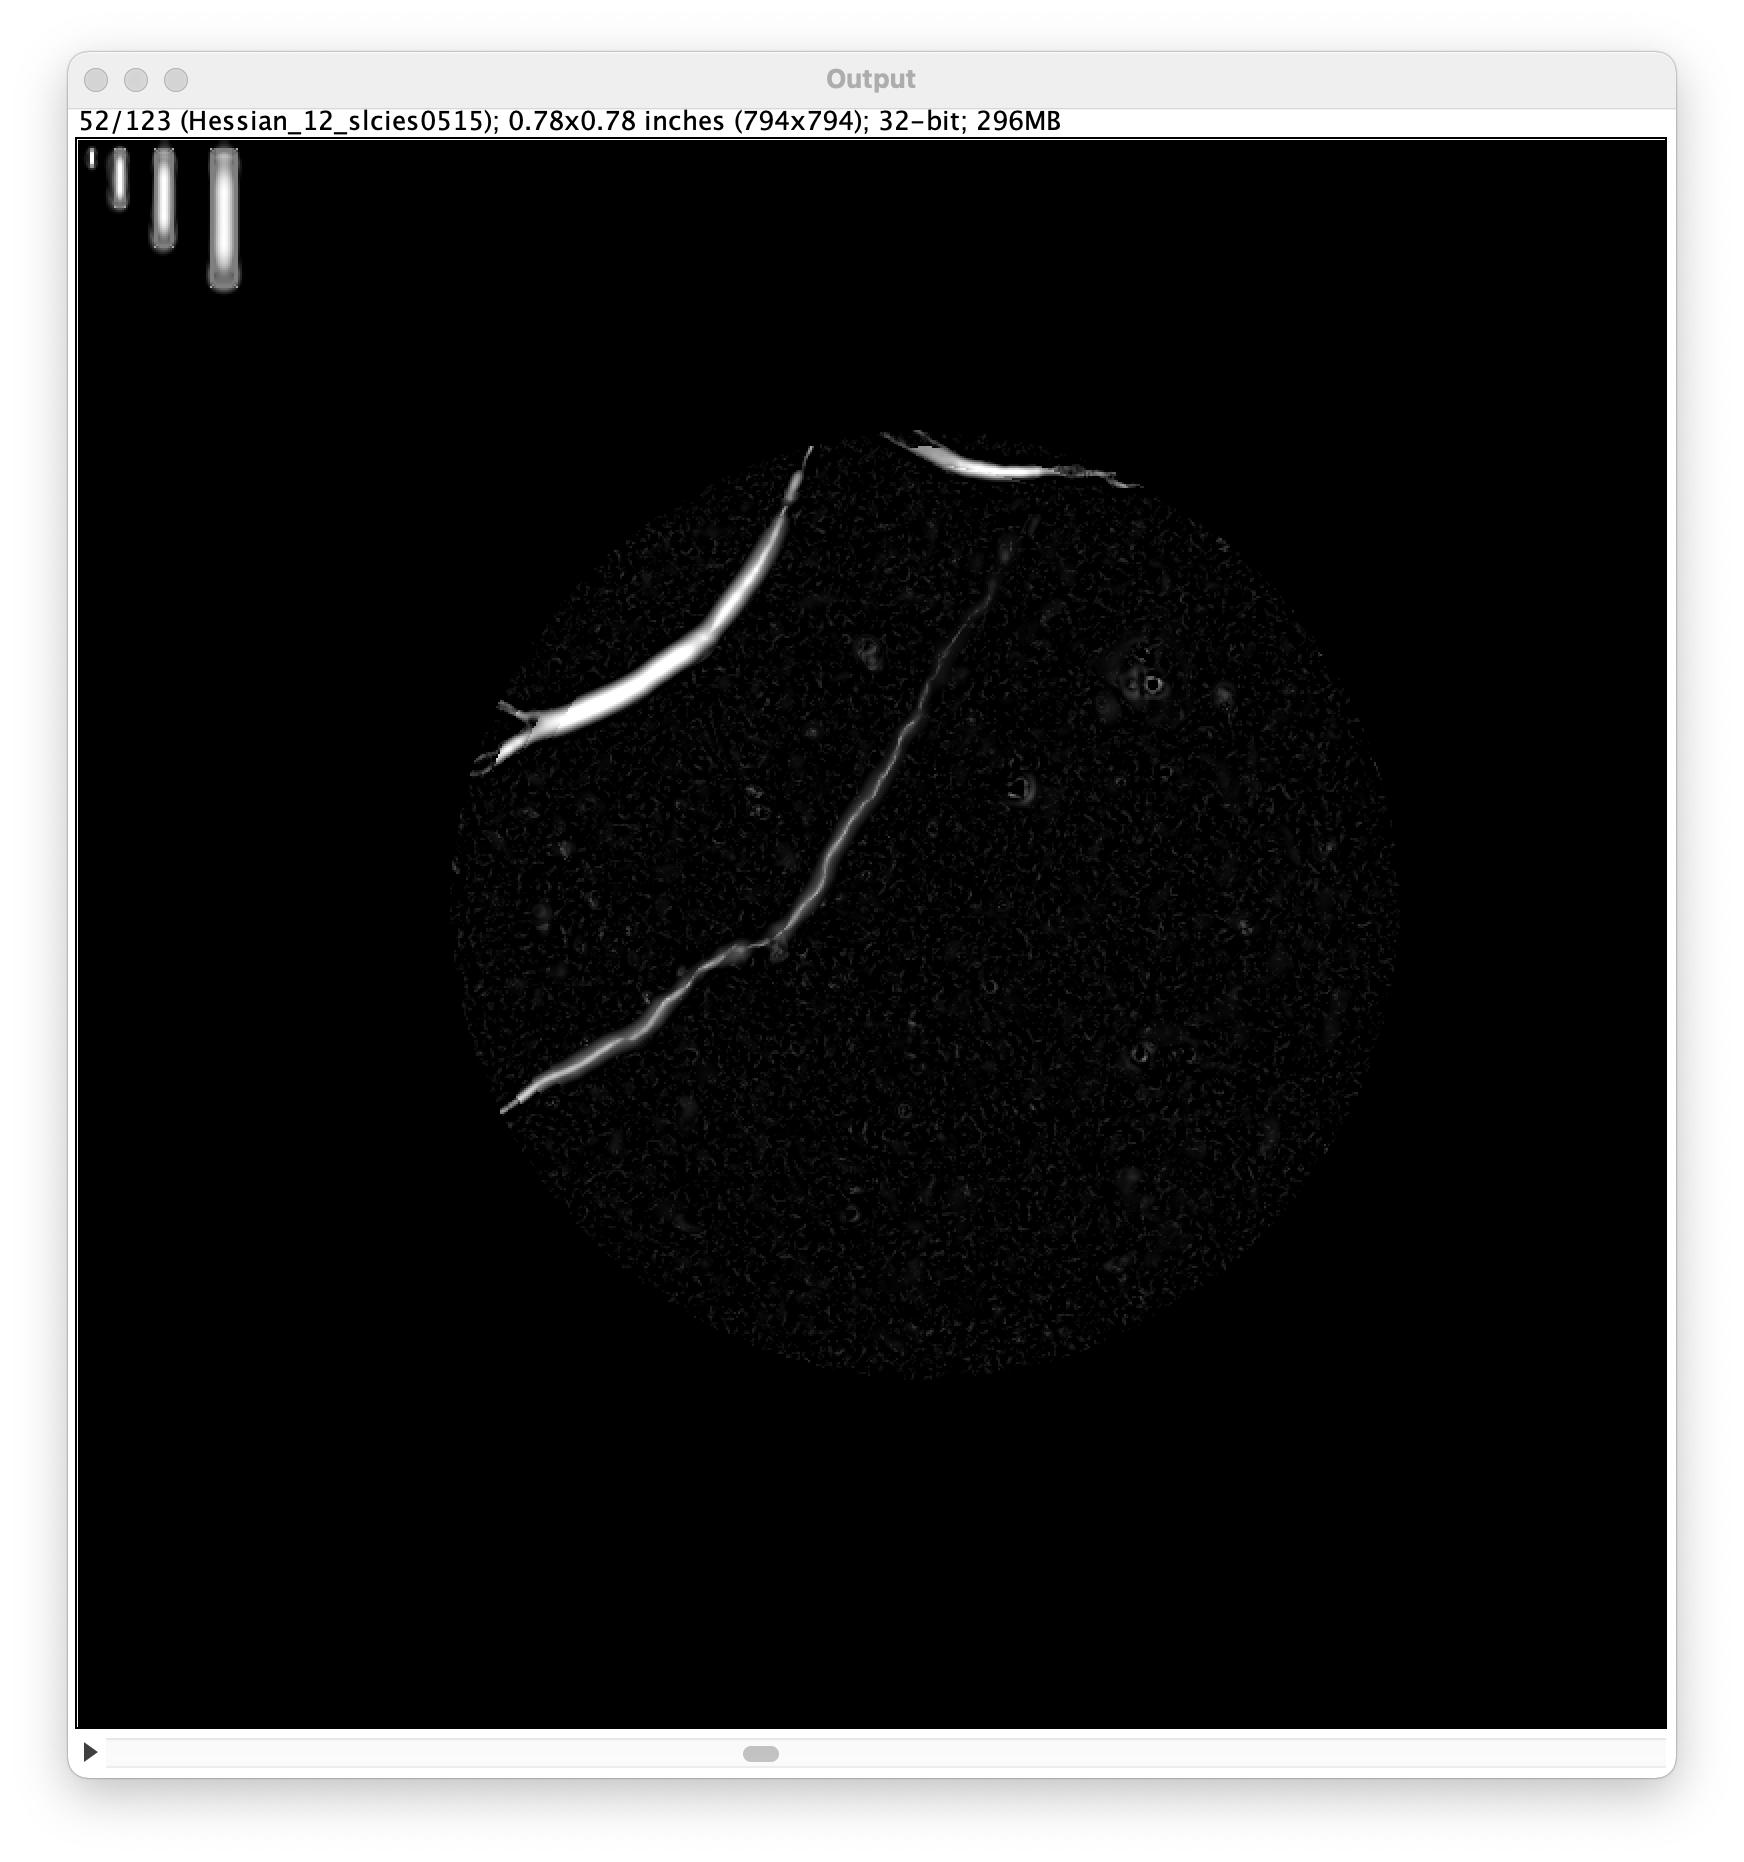 Output
52/123 (Hessian_12_slcies0515); 0.78x0.78 inches (794x794); 32-bit; 296MB